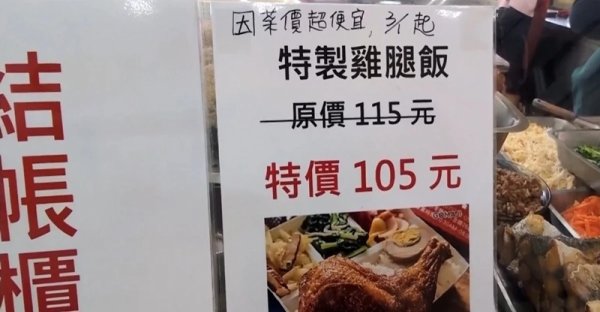 結帳櫃
因菜價超便宜, 3/1起
特製雞腿飯
原價 115 元
特價 105 元